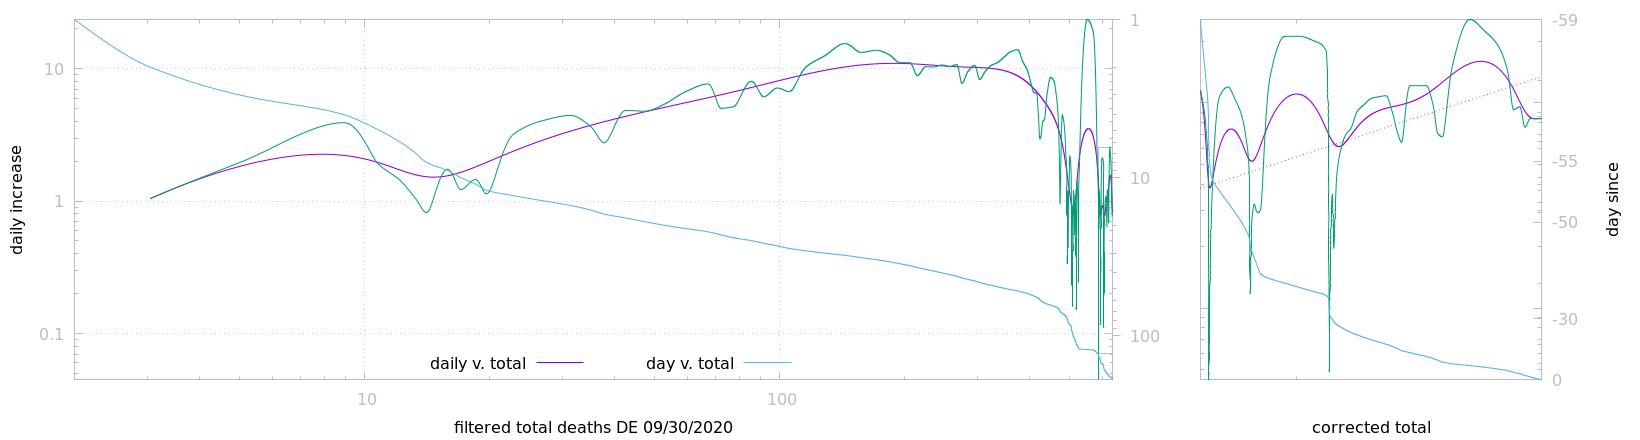 daily increase
10
1
0.1
10
100
1
10
100
daily v. total
day v. total
filtered total deaths DE 09/30/2020
-59
-55
-50
-30
0
day since
corrected total